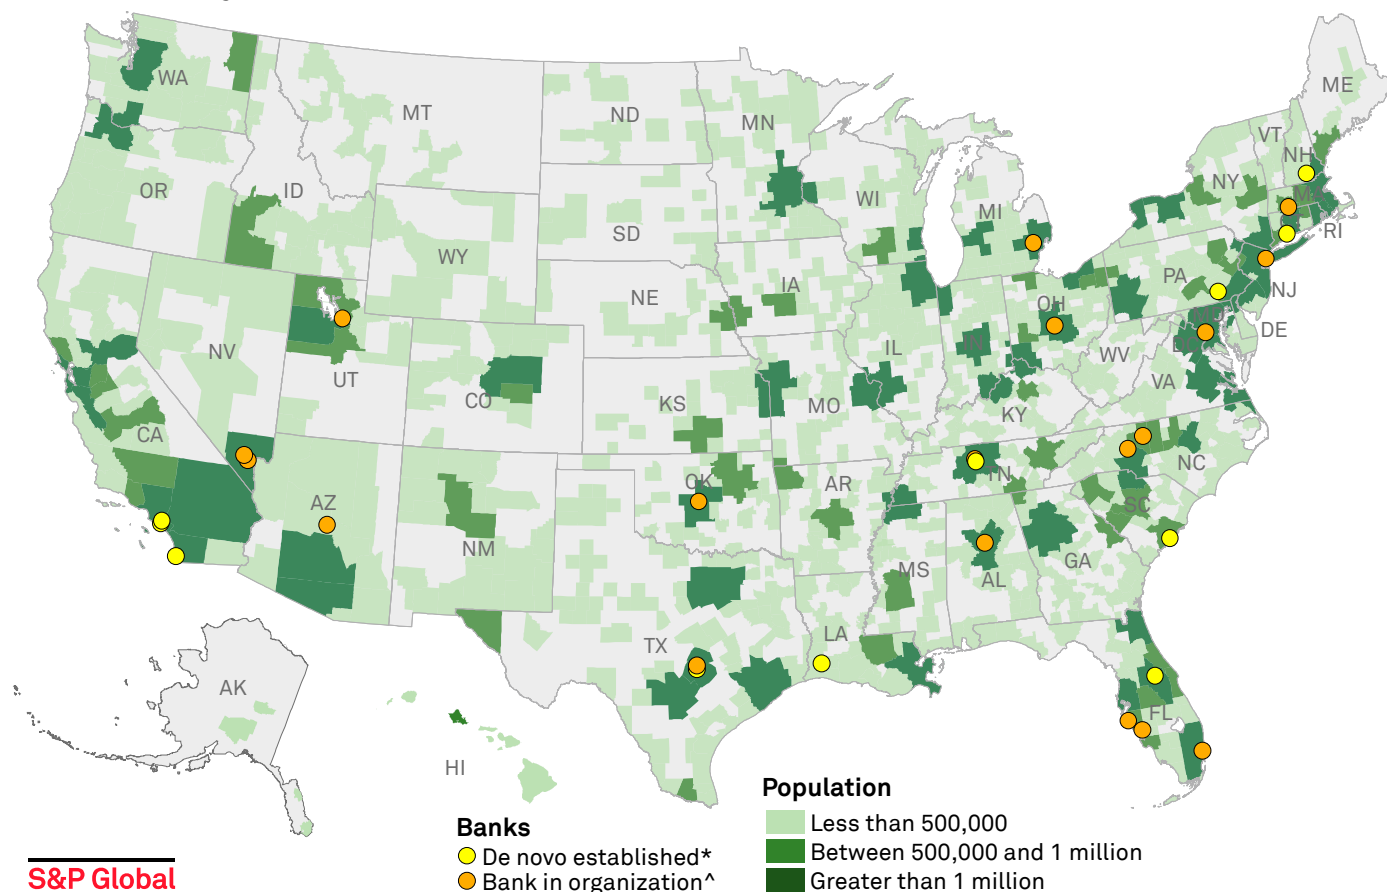 WA
MT
ND
MN
ME
VT
NH
OR
ID
WI
MI
NY
MA
RI
SD
WY
IA
PA
NJ
NE
OH
DE
NV
UT
CO
IL
IN
WV
VA
KS
MO
KY
CA
AZ
NM
OK
AR
TN
NC
SC
MS
AL
GA
TX
LA
FL
AK
HI
Population
Less than 500,000
Between 500,000 and 1 million
Greater than 1 million
Banks
De novo established*
Bank in organization^
S&P Global